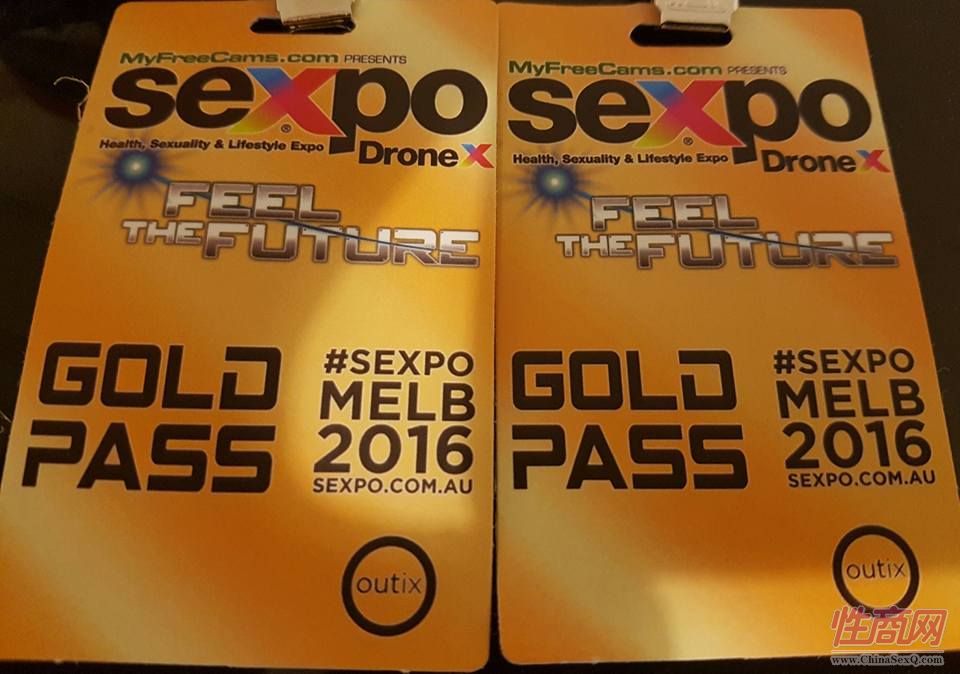 MyFreeCams.com PRESENTS
sexpo
®
Health, Sexuality & Lifestyle Expo
DroneX
FEEL
THE FUTURE
GOLD
PASS
#SEXPO
MELB
2016
SEXPO.COM.AU
outix
MyFreeCams.com PRESENTS
sexpo
®
Health, Sexuality & Lifestyle Expo
DroneX
FEEL
THE FUTURE
GOLD
PASS
#SEXPO
MELB
2016
SEXPO.COM.AU
outix
性商网
www.ChinaSexQ.com